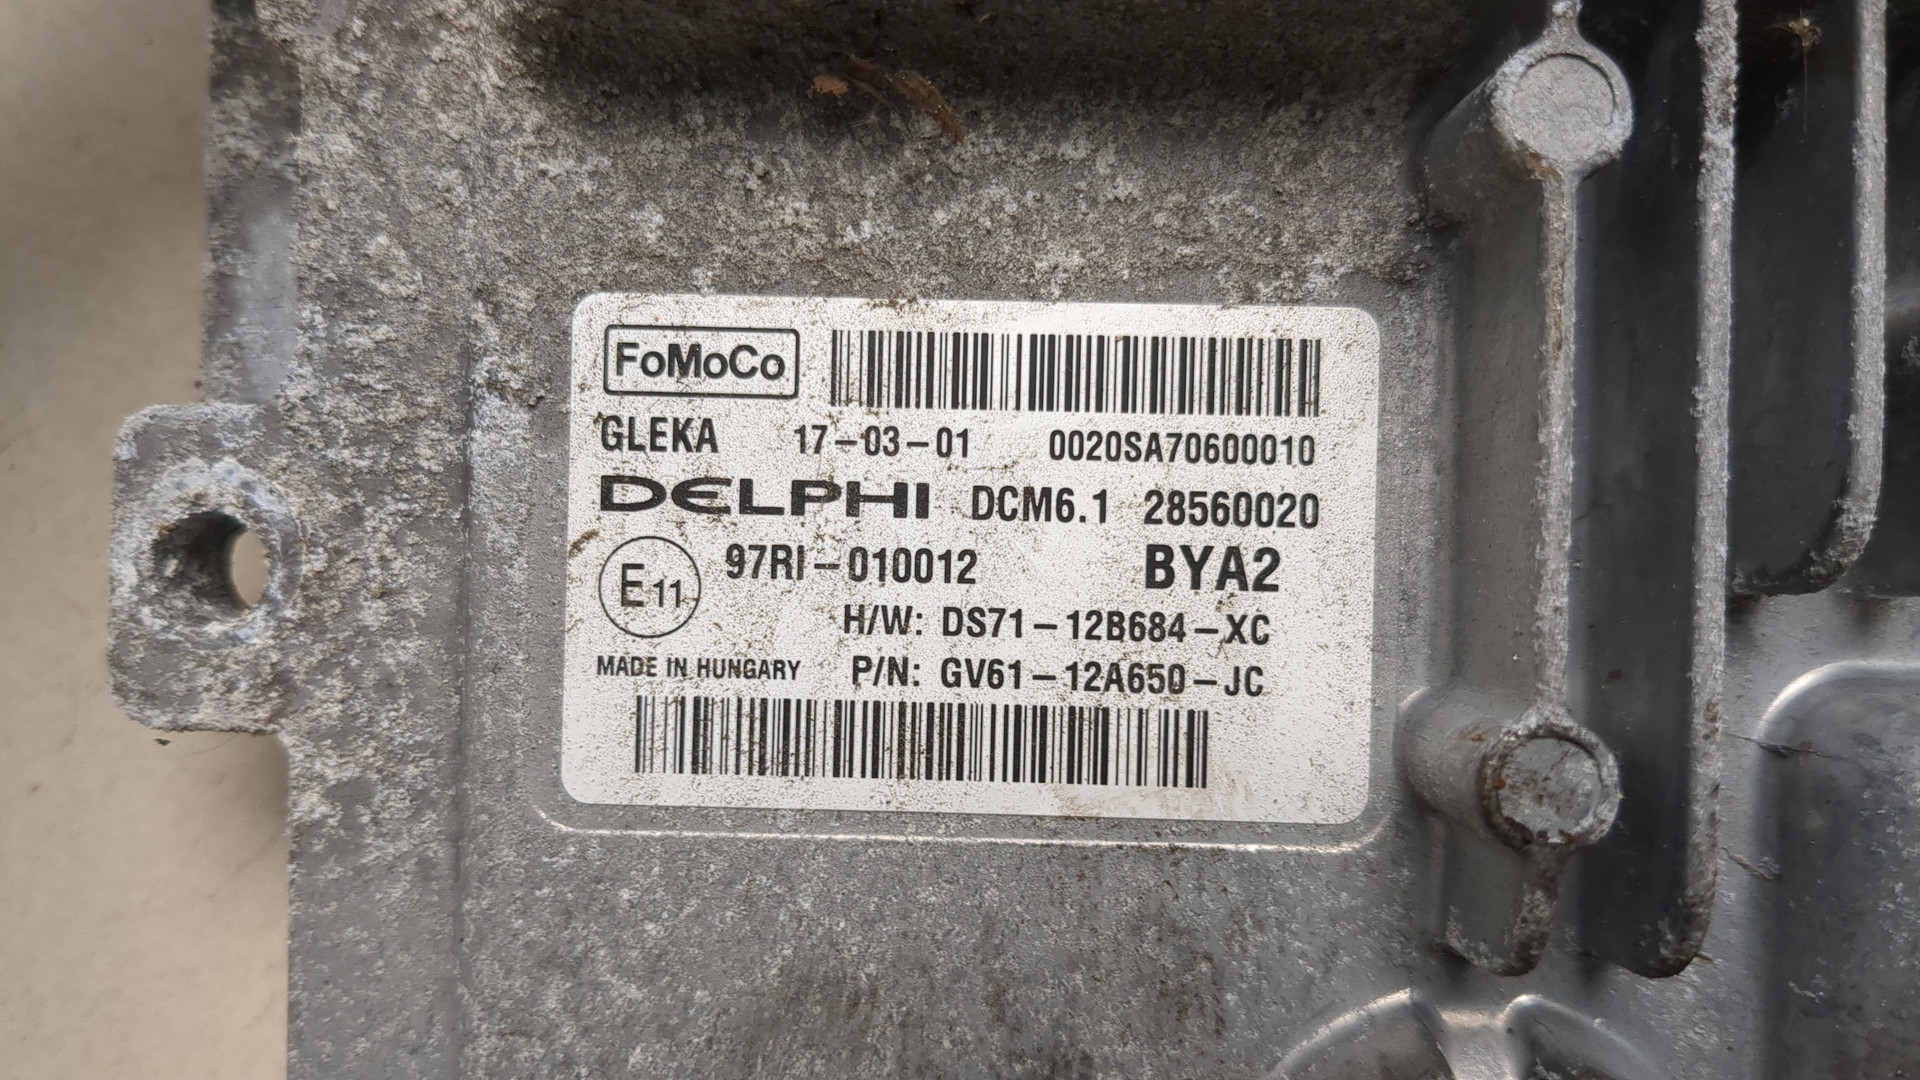 FoMoCo
GLEKA 17-03-01 0020SA70600010
DELPHI DCM6.1 28560020
E11 97RI-010012 BYA2
H/W: DS71-12B684-XC
MADE IN HUNGARY P/N: GV61-12A650-JC